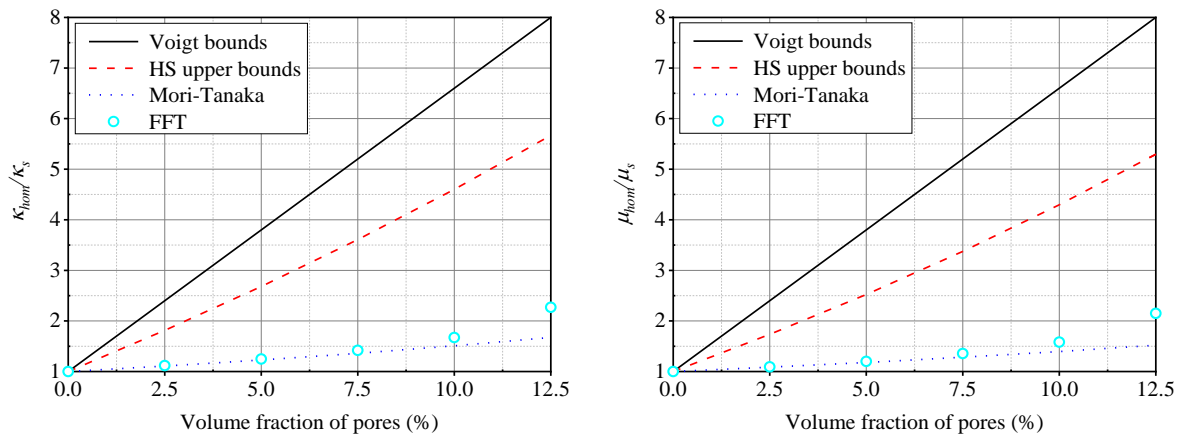 8
7
6
5
4
3
2
1
κhom/κs
Voigt bounds
HS upper bounds
Mori-Tanaka
FFT
0.0 2.5 5.0 7.5 10.0 12.5
Volume fraction of pores (%)
8
7
6
5
4
3
2
1
μhom/μs
Voigt bounds
HS upper bounds
Mori-Tanaka
FFT
0.0 2.5 5.0 7.5 10.0 12.5
Volume fraction of pores (%)